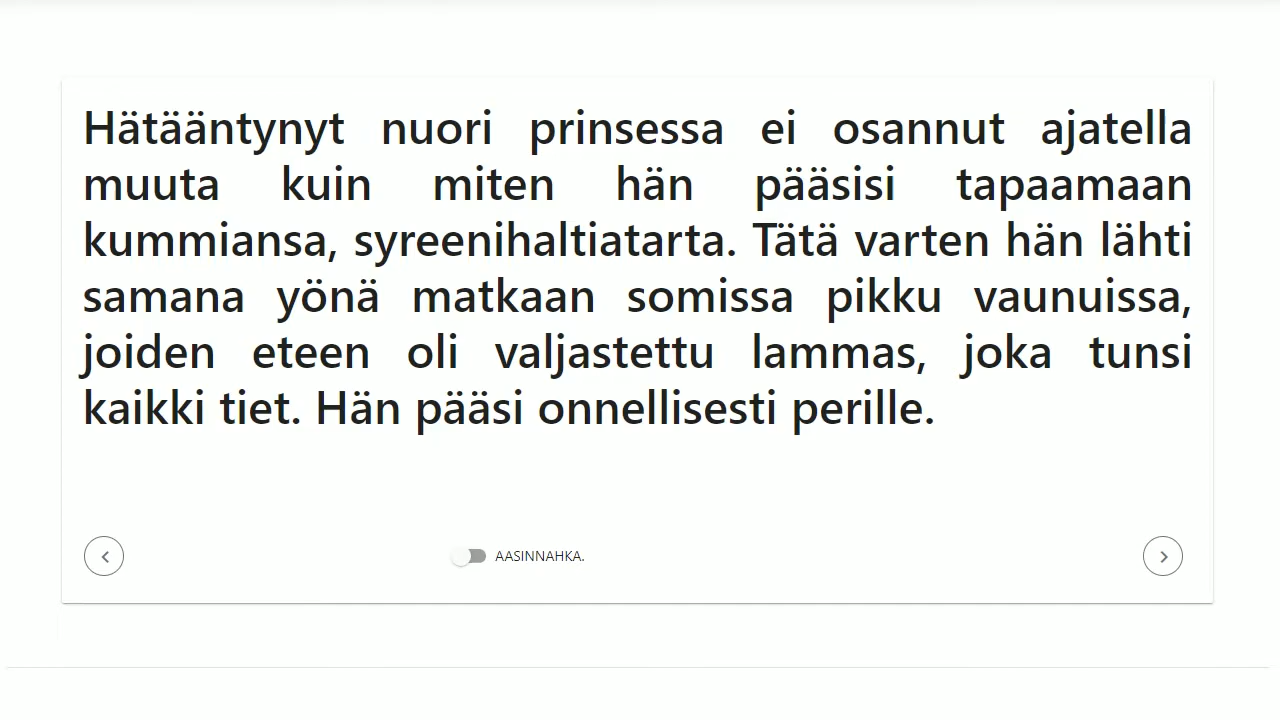 Hätääntynyt nuori prinsessa ei osannut ajatella
muuta kuin miten hän pääsisi tapaamaan
kummiansa, syreenihaltiatarta. Tätä varten hän lähti
samana yönä matkaan somissa pikku vaunuissa,
joiden eteen oli valjastettu lammas, joka tunsi
kaikki tiet. Hän pääsi onnellisesti perille.
AASINNAHKA.